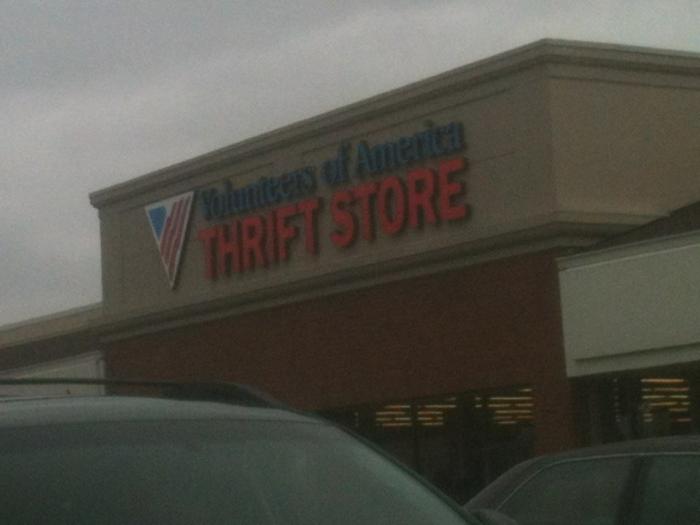 Volunteers of America
THRIFT STORE